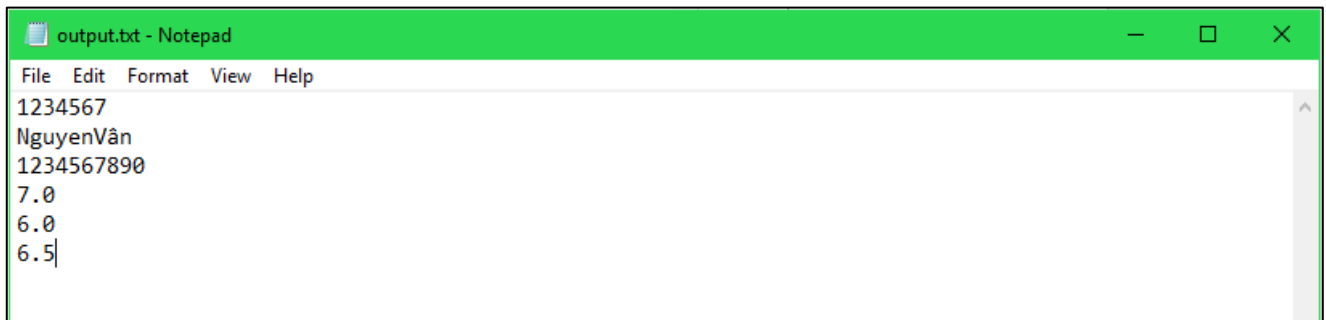 output.txt - Notepad
File Edit Format View Help
1234567
NguyenVân
1234567890
7.0
6.0
6.5